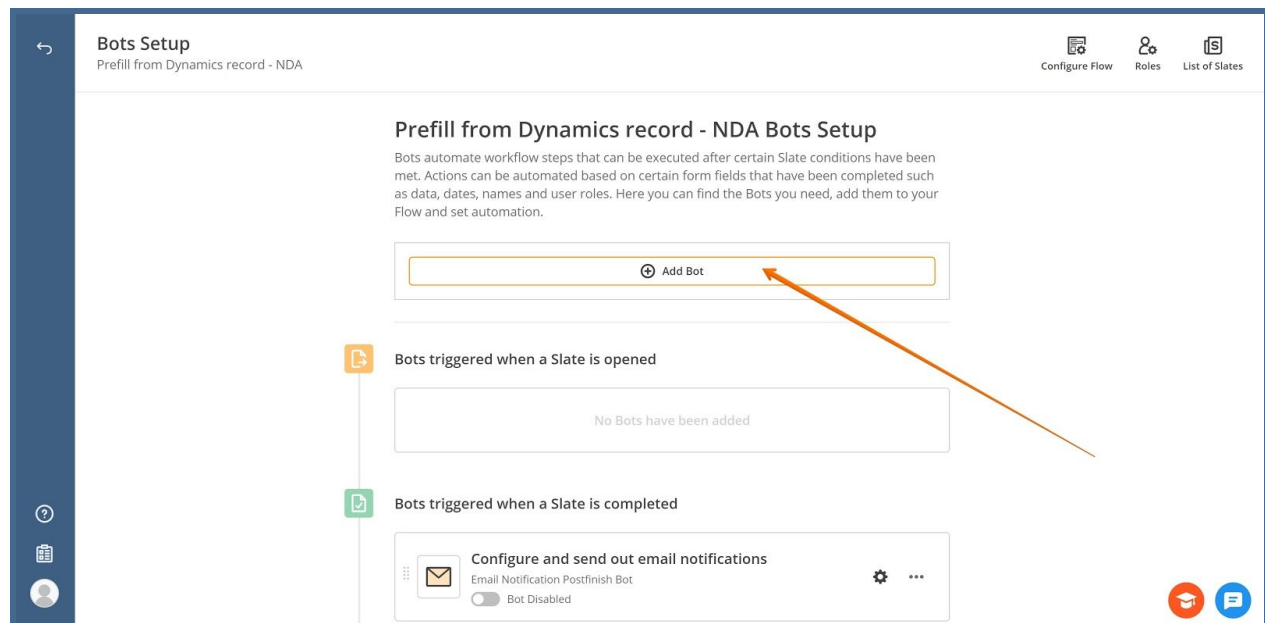 Bots Setup
Prefill from Dynamics record - NDA
Configure Flow
Roles
List of Slates
Prefill from Dynamics record - NDA Bots Setup
Bots automate workflow steps that can be executed after certain Slate conditions have been
met. Actions can be automated based on certain form fields that have been completed such
as data, dates, names and user roles. Here you can find the Bots you need, add them to your
Flow and set automation.
Add Bot
Bots triggered when a Slate is opened
No Bots have been added
Bots triggered when a Slate is completed
Configure and send out email notifications
Email Notification Postfinish Bot
Bot Disabled